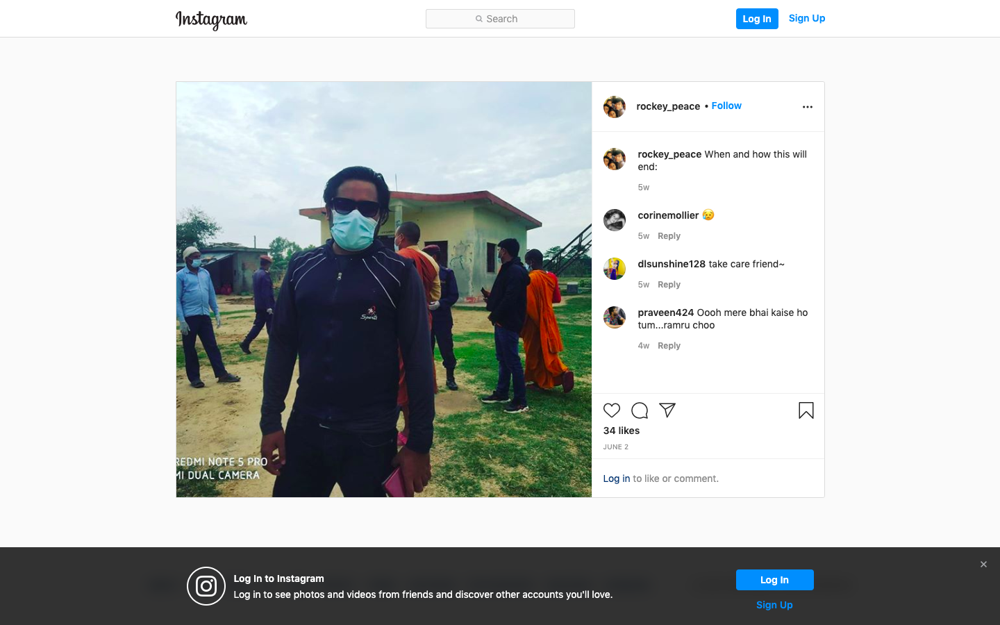 Instagram
Search
Log In
Sign Up
rockey_peace • Follow
rockey_peace When and how this will
end:
5w
corinemollier 😥
5w Reply
dlsunshine128 take care friend~
5w Reply
praveen424 Oooh mere bhai kaise ho
tum...ramru choo
4w Reply
34 likes
JUNE 2
Log in to like or comment.
Sports
REDMI NOTE 5 PRO
MI DUAL CAMERA
Log In to Instagram
Log in to see photos and videos from friends and discover other accounts you'll love.
Log In
Sign Up